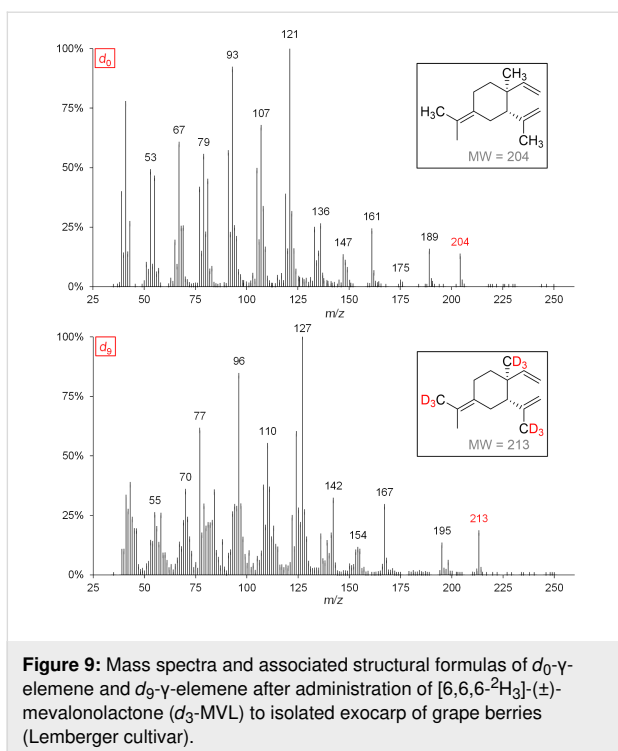 121
100%
d0
93
CH3
75%
107
67
79
H3C
CH3
MW = 204
53
50%
136
161
25%
147
189
204
175
0%
25 50 75 100 125 150 175 200 225 250
m/z
127
100%
d9
96
CD3
75%
77
D3C
CD3
MW = 213
110
50%
70
142
167
55
25%
213
154
195
0%
25 50 75 100 125 150 175 200 225 250
m/z
Figure 9: Mass spectra and associated structural formulas of d0-γ-
elemene and d9-γ-elemene after administration of [6,6,6-²H3]-(±)-
mevalonolactone (d3-MVL) to isolated exocarp of grape berries
(Lemberger cultivar).